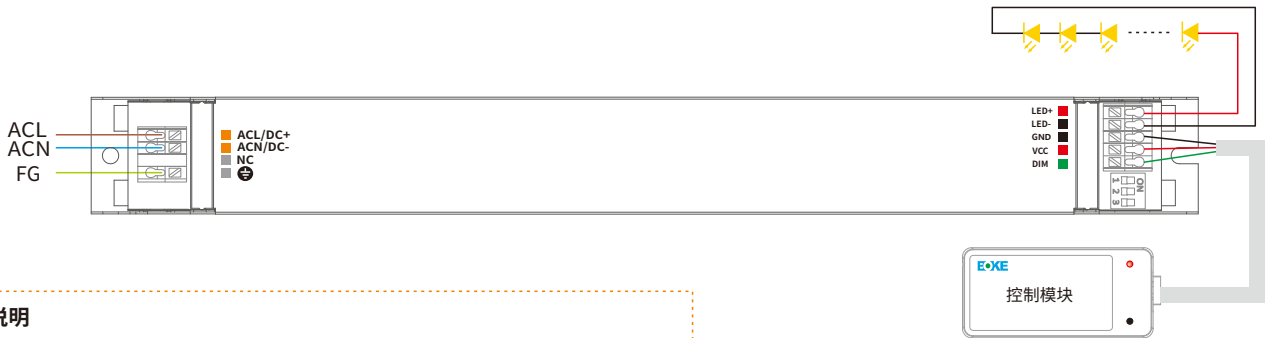 ACL
ACN
FG
ACL/DC+
ACN/DC-
NC
LED+
LED-
GND
VCC
DIM
ON
1
2
3
EKE
控制模块
说明